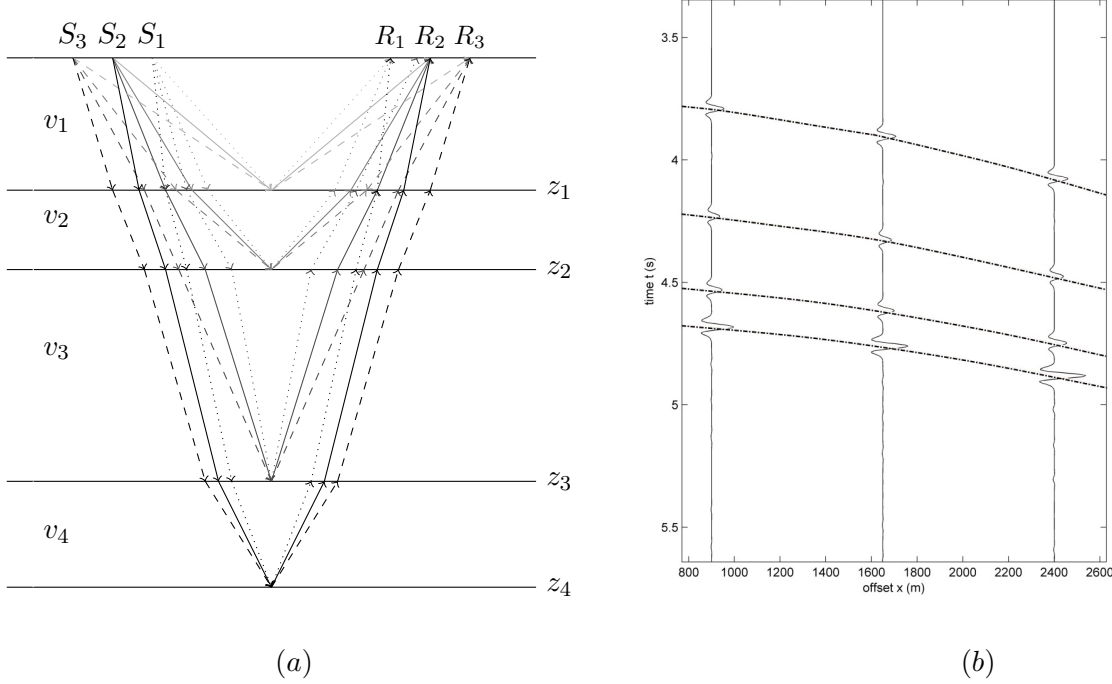 S₃ S₂ S₁ R₁ R₂ R₃
v₁
z₁
v₂
z₂
v₃
z₃
v₄
z₄
(a)
3.5
4
4.5
5
5.5
time t (s)
800 1000 1200 1400 1600 1800 2000 2200 2400 2600
offset x (m)
(b)